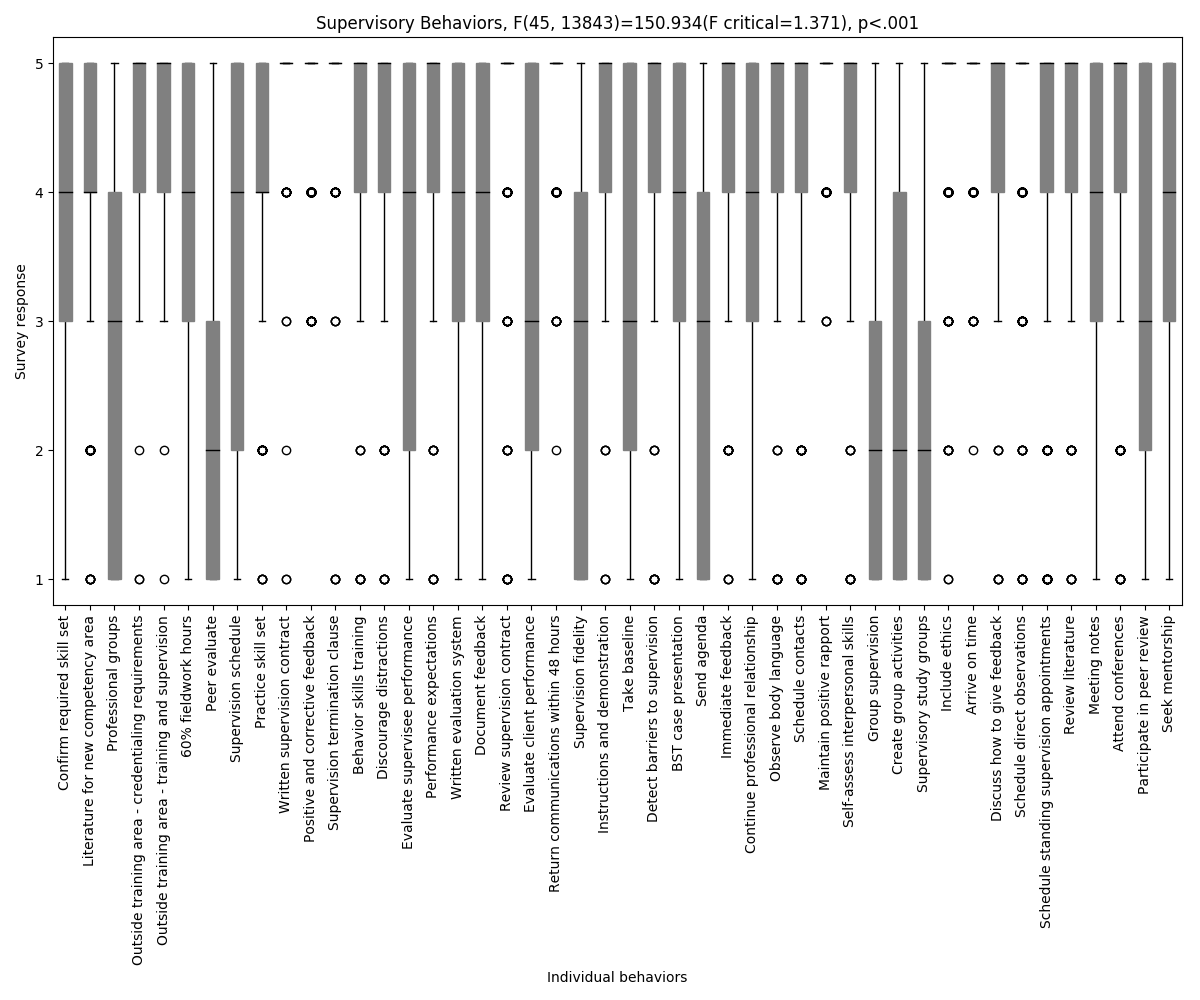 Supervisory Behaviors, F(45, 13843)=150.934(F critical=1.371), p<.001
Survey response
5
4
3
2
1
Confirm required skill set
Literature for new competency area
Professional groups
Outside training area - credentialing requirements
Outside training area - training and supervision
60% fieldwork hours
Peer evaluate
Supervision schedule
Practice skill set
Written supervision contract
Positive and corrective feedback
Supervision termination clause
Behavior skills training
Discourage distractions
Evaluate supervisee performance
Performance expectations
Written evaluation system
Document feedback
Review supervision contract
Evaluate client performance
Return communications within 48 hours
Supervision fidelity
Instructions and demonstration
Take baseline
Detect barriers to supervision
BST case presentation
Send agenda
Immediate feedback
Continue professional relationship
Observe body language
Schedule contacts
Maintain positive rapport
Self-assess interpersonal skills
Group supervision
Create group activities
Supervisory study groups
Include ethics
Arrive on time
Discuss how to give feedback
Schedule direct observations
Schedule standing supervision appointments
Review literature
Meeting notes
Attend conferences
Participate in peer review
Seek mentorship
Individual behaviors